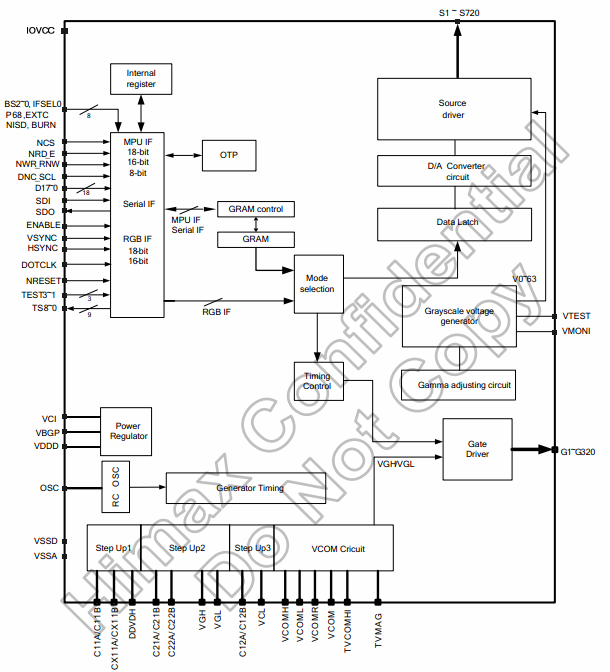 S1~S720
IOVCC
Internal
register
BS2~0, IFSEL0
P68,EXTC
NISD, BURN
8
Source
driver
NCS
NRD_E
NWR_RNW
DNC_SCL
D17~0
18
SDI
SDO
ENABLE
VSYNC
HSYNC
DOTCLK
NRESET
TEST3~1
3
TS8~0
9
MPU IF
18-bit
16-bit
8-bit
Serial IF
RGB IF
18-bit
16-bit
OTP
MPU IF
Serial IF
GRAM control
GRAM
D/A Converter
circuit
Data Latch
Mode
selection
RGB IF
V0~63
Grayscale voltage
generator
VTEST
VMONI
Timing
Control
Gamma adjusting circuit
VCI
VBGP
VDDD
Power
Regulator
Gate
Driver
G1~G320
VGH/VGL
OSC
RC OSC
Generator Timing
VSSD
VSSA
Step Up1
Step Up2
Step Up3
VCOM Cricuit
C11A/C11B
CX11A/CX11B
DDVDH
C21A/C21B
C22A/C22B
VGH
VGL
C12A/C12B
VCL
VCOMH
VCOML
VCOMR
VCOM
TVCOMHI
TVMAG
Himax Confidential
Do Not Copy